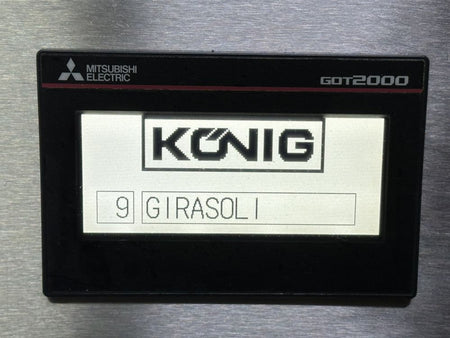 MITSUBISHI
ELECTRIC
GOT2000
KÖNIG
9 GIRASOLI